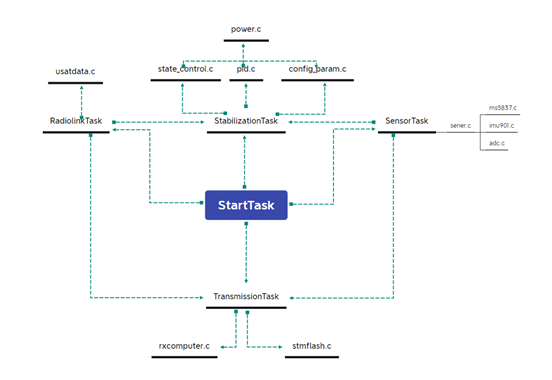 power.c
usatdata.c
state_control.c
pid.c
config_param.c
ms5837.c
RadiolinkTask
StabilizationTask
SensorTask
sener.c
imu901.c
adc.c
StartTask
TransmissionTask
rxcomputer.c
stmflash.c